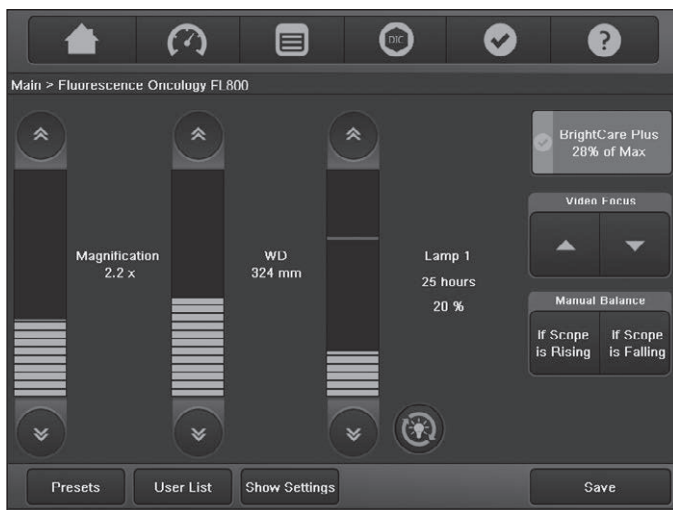 DIC
?
Main > Fluorescence Oncology FL800
BrightCare Plus
28% of Max
Video Focus
Magnification
2.2 x
WD
324 mm
Lamp 1
25 hours
20 %
Manual Balance
If Scope
is Rising
If Scope
is Falling
Presets
User List
Show Settings
Save